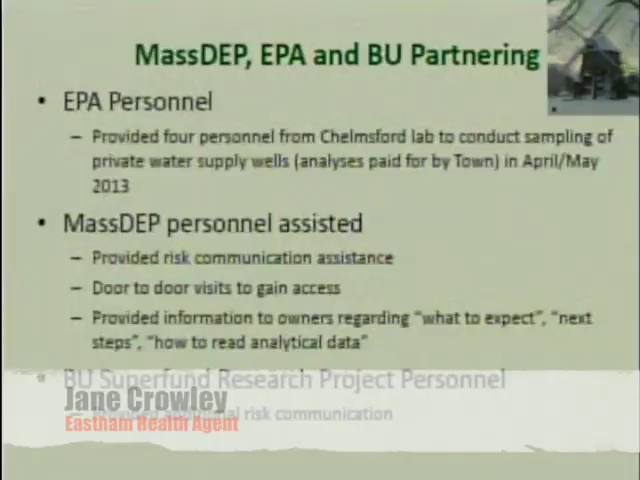 MassDEP, EPA and BU Partnering
• EPA Personnel
– Provided four personnel from Chelmsford lab to conduct sampling of
private water supply wells (analyses paid for by Town) in April/May
2013
• MassDEP personnel assisted
– Provided risk communication assistance
– Door to door visits to gain access
– Provided information to owners regarding “what to expect”, “next
steps”, “how to read analytical data”
• BU Superfund Research Project Personnel
– risk communication
Jane Crowley
Eastham Health Agent